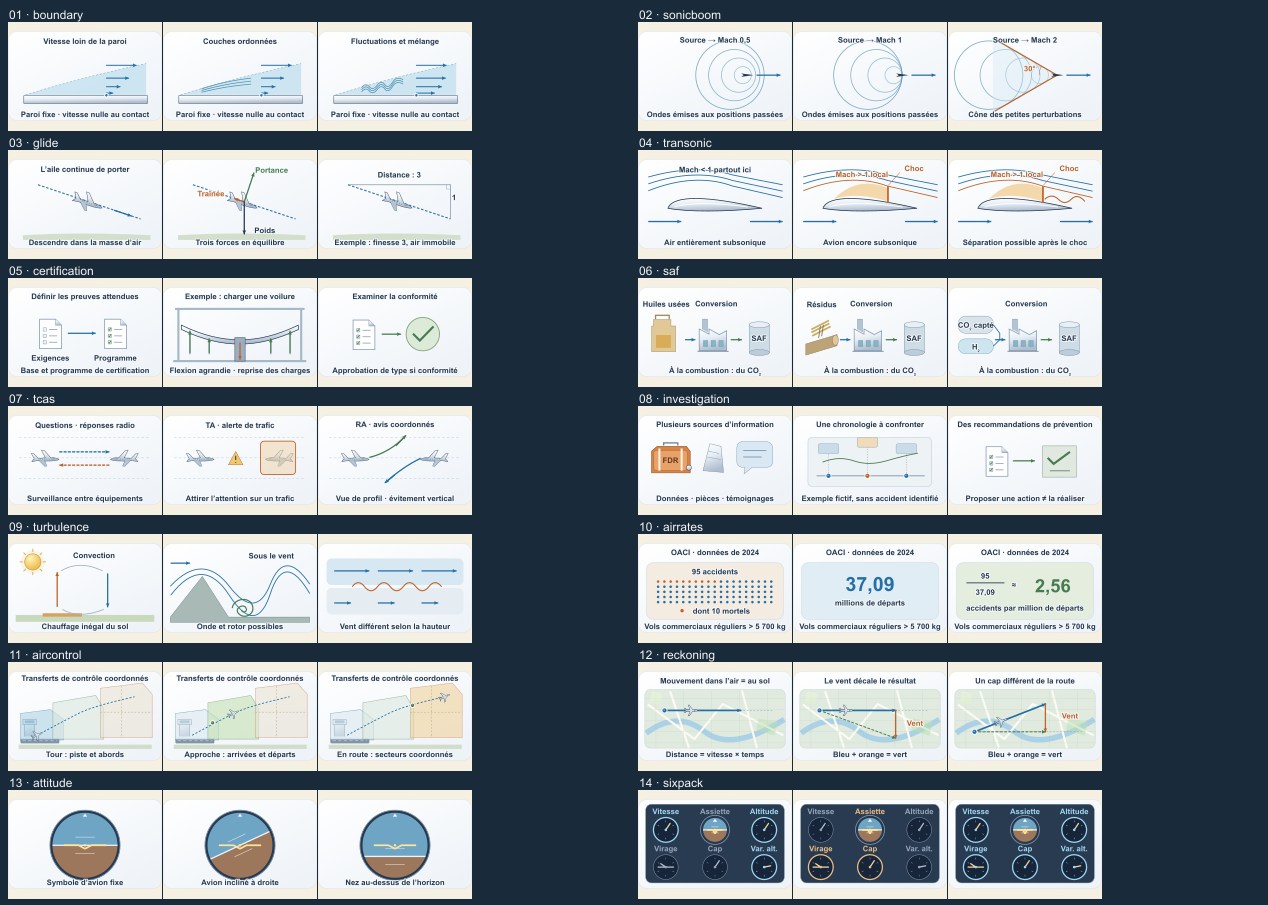 01 · boundary
Vitesse loin de la paroi
Couches ordonnées
Fluctuations et mélange
Paroi fixe · vitesse nulle au contact
Paroi fixe · vitesse nulle au contact
Paroi fixe · vitesse nulle au contact
02 · sonicboom
Source → Mach 0,5
Source → Mach 1
Source → Mach 2
30°
Ondes émises aux positions passées
Ondes émises aux positions passées
Cône des petites perturbations
03 · glide
L'aile continue de porter
Descendre dans la masse d'air
Portance
Traînée
Poids
Trois forces en équilibre
Distance : 3
1
Exemple : finesse 3, air immobile
04 · transonic
Mach < 1 partout ici
Air entièrement subsonique
Mach > 1 local
Choc
Avion encore subsonique
Mach > 1 local
Choc
Séparation possible après le choc
05 · certification
Définir les preuves attendues
Exigences
Programme
Base et programme de certification
Exemple : charger une voilure
Flexion agrandie · reprise des charges
Examiner la conformité
Approbation de type si conformité
06 · saf
Huiles usées
Conversion
SAF
À la combustion : du CO₂
Résidus
Conversion
SAF
À la combustion : du CO₂
Conversion
CO₂ capté
H₂
SAF
À la combustion : du CO₂
07 · tcas
Questions · réponses radio
Surveillance entre équipements
TA · alerte de trafic
Attirer l'attention sur un trafic
RA · avis coordonnés
Vue de profil · évitement vertical
08 · investigation
Plusieurs sources d'information
FDR
Données · pièces · témoignages
Une chronologie à confronter
Exemple fictif, sans accident identifié
Des recommandations de prévention
Proposer une action ≠ la réaliser
09 · turbulence
Convection
Chauffage inégal du sol
Sous le vent
Onde et rotor possibles
Vent différent selon la hauteur
10 · airrates
OACI · données de 2024
95 accidents
dont 10 mortels
Vols commerciaux réguliers > 5 700 kg
OACI · données de 2024
37,09
millions de départs
Vols commerciaux réguliers > 5 700 kg
OACI · données de 2024
95
37,09
≈
2,56
accidents par million de départs
Vols commerciaux réguliers > 5 700 kg
11 · aircontrol
Transferts de contrôle coordonnés
Tour : piste et abords
Transferts de contrôle coordonnés
Approche : arrivées et départs
Transferts de contrôle coordonnés
En route : secteurs coordonnés
12 · reckoning
Mouvement dans l'air = au sol
Distance = vitesse × temps
Le vent décale le résultat
Vent
Bleu + orange = vert
Un cap différent de la route
Vent
Bleu + orange = vert
13 · attitude
Symbole d'avion fixe
Avion incliné à droite
Nez au-dessus de l'horizon
14 · sixpack
Vitesse
Assiette
Altitude
Virage
Cap
Var. alt.
Vitesse
Assiette
Altitude
Virage
Cap
Var. alt.
Vitesse
Assiette
Altitude
Virage
Cap
Var. alt.